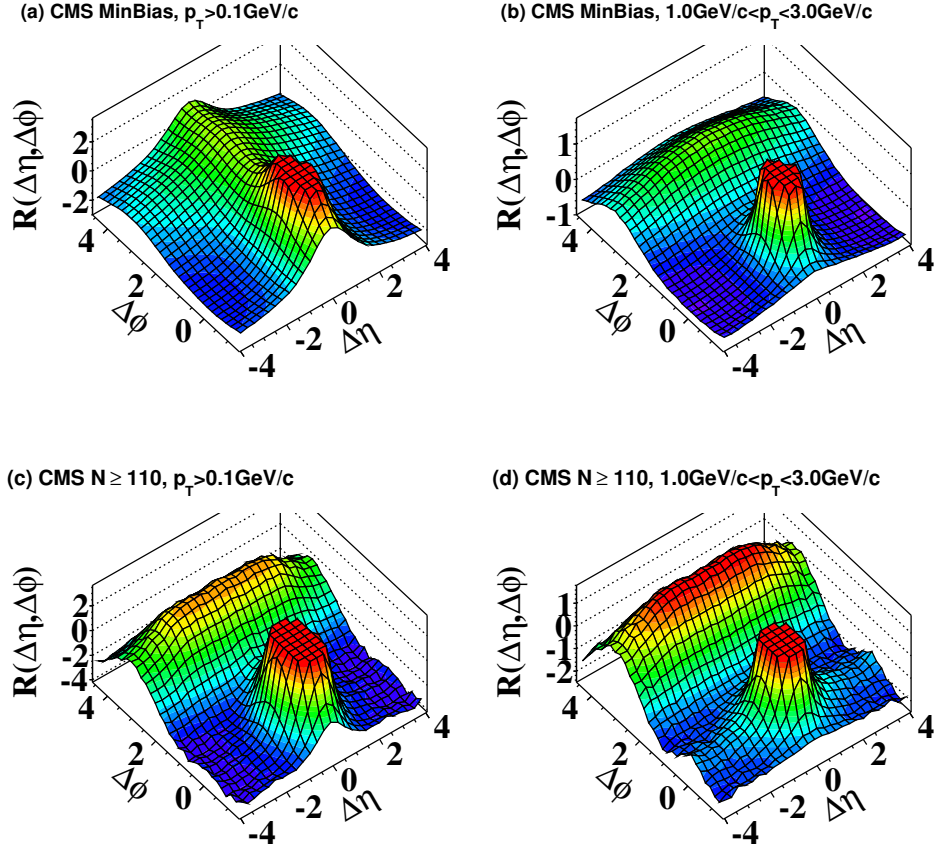 (a) CMS MinBias, p_T>0.1GeV/c
(b) CMS MinBias, 1.0GeV/c<p_T<3.0GeV/c
R(Δη,Δφ)
2
0
-2
4
2
0
Δφ
-4
-2
0
2
4
Δη
R(Δη,Δφ)
1
0
-1
4
2
0
Δφ
-4
-2
0
2
4
Δη
(c) CMS N ≥ 110, p_T>0.1GeV/c
(d) CMS N ≥ 110, 1.0GeV/c<p_T<3.0GeV/c
R(Δη,Δφ)
2
0
-2
-4
4
2
0
Δφ
-4
-2
0
2
4
Δη
R(Δη,Δφ)
1
0
-1
-2
4
2
0
Δφ
-4
-2
0
2
4
Δη